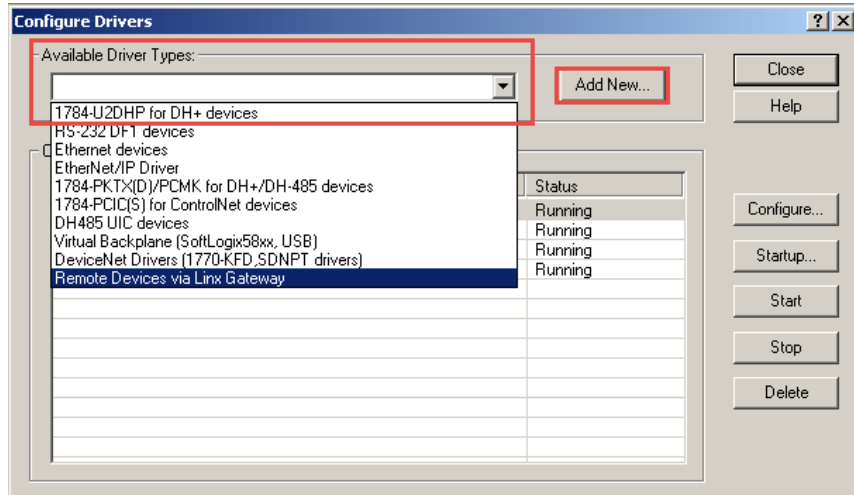 Configure Drivers
Available Driver Types:
Close
Add New...
Help
1784-U2DHP for DH+ devices
RS-232 DF1 devices
Ethernet devices
EtherNet/IP Driver
1784-PKTX(D)/PCMK for DH+/DH-485 devices
1784-PCIC(S) for ControlNet devices
DH485 UIC devices
Virtual Backplane (SoftLogix58xx, USB)
DeviceNet Drivers (1770-KFD,SDNPT drivers)
Remote Devices via Linx Gateway
Status
Running
Running
Running
Running
Configure...
Startup...
Start
Stop
Delete